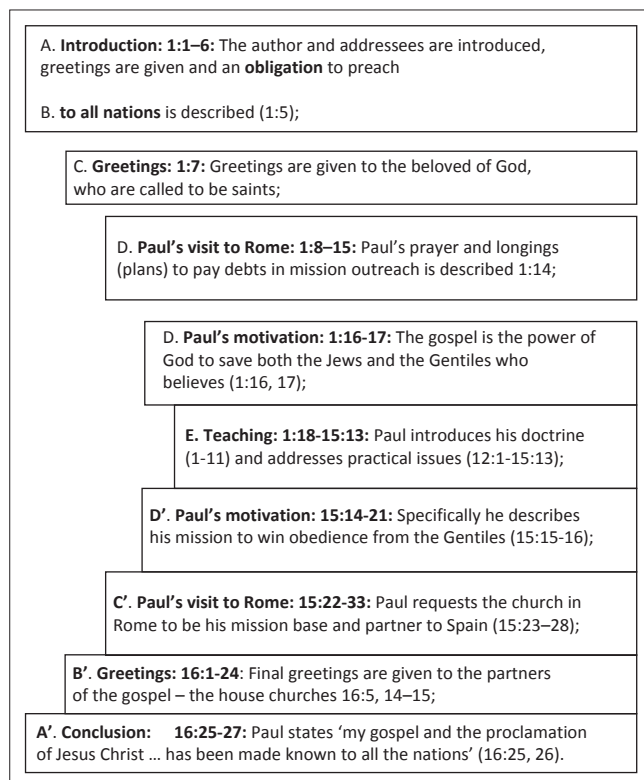 A. Introduction: 1:1–6: The author and addressees are introduced,
greetings are given and an obligation to preach
B. to all nations is described (1:5);
C. Greetings: 1:7: Greetings are given to the beloved of God,
who are called to be saints;
D. Paul’s visit to Rome: 1:8–15: Paul’s prayer and longings
(plans) to pay debts in mission outreach is described 1:14;
D. Paul’s motivation: 1:16-17: The gospel is the power of
God to save both the Jews and the Gentiles who
believes (1:16, 17);
E. Teaching: 1:18-15:13: Paul introduces his doctrine
(1-11) and addresses practical issues (12:1-15:13);
D’. Paul’s motivation: 15:14-21: Specifically he describes
his mission to win obedience from the Gentiles (15:15-16);
C’. Paul’s visit to Rome: 15:22-33: Paul requests the church in
Rome to be his mission base and partner to Spain (15:23–28);
B’. Greetings: 16:1-24: Final greetings are given to the partners
of the gospel – the house churches 16:5, 14–15;
A’. Conclusion: 16:25-27: Paul states ‘my gospel and the proclamation
of Jesus Christ … has been made known to all the nations’ (16:25, 26).